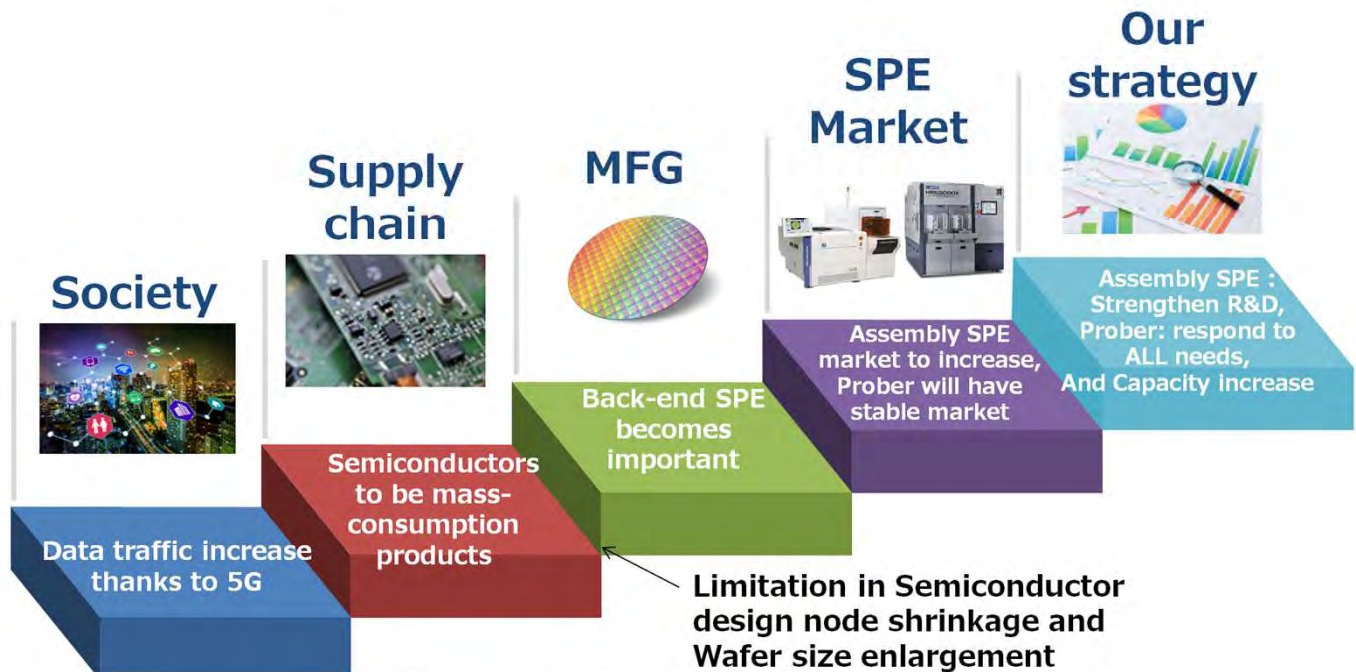 Society
Data traffic increase
thanks to 5G
Supply
chain
Semiconductors
to be mass-
consumption
products
MFG
Back-end SPE
becomes
important
Limitation in Semiconductor
design node shrinkage and
Wafer size enlargement
SPE
Market
Assembly SPE
market to increase,
Prober will have
stable market
Our
strategy
Assembly SPE :
Strengthen R&D,
Prober: respond to
ALL needs,
And Capacity increase